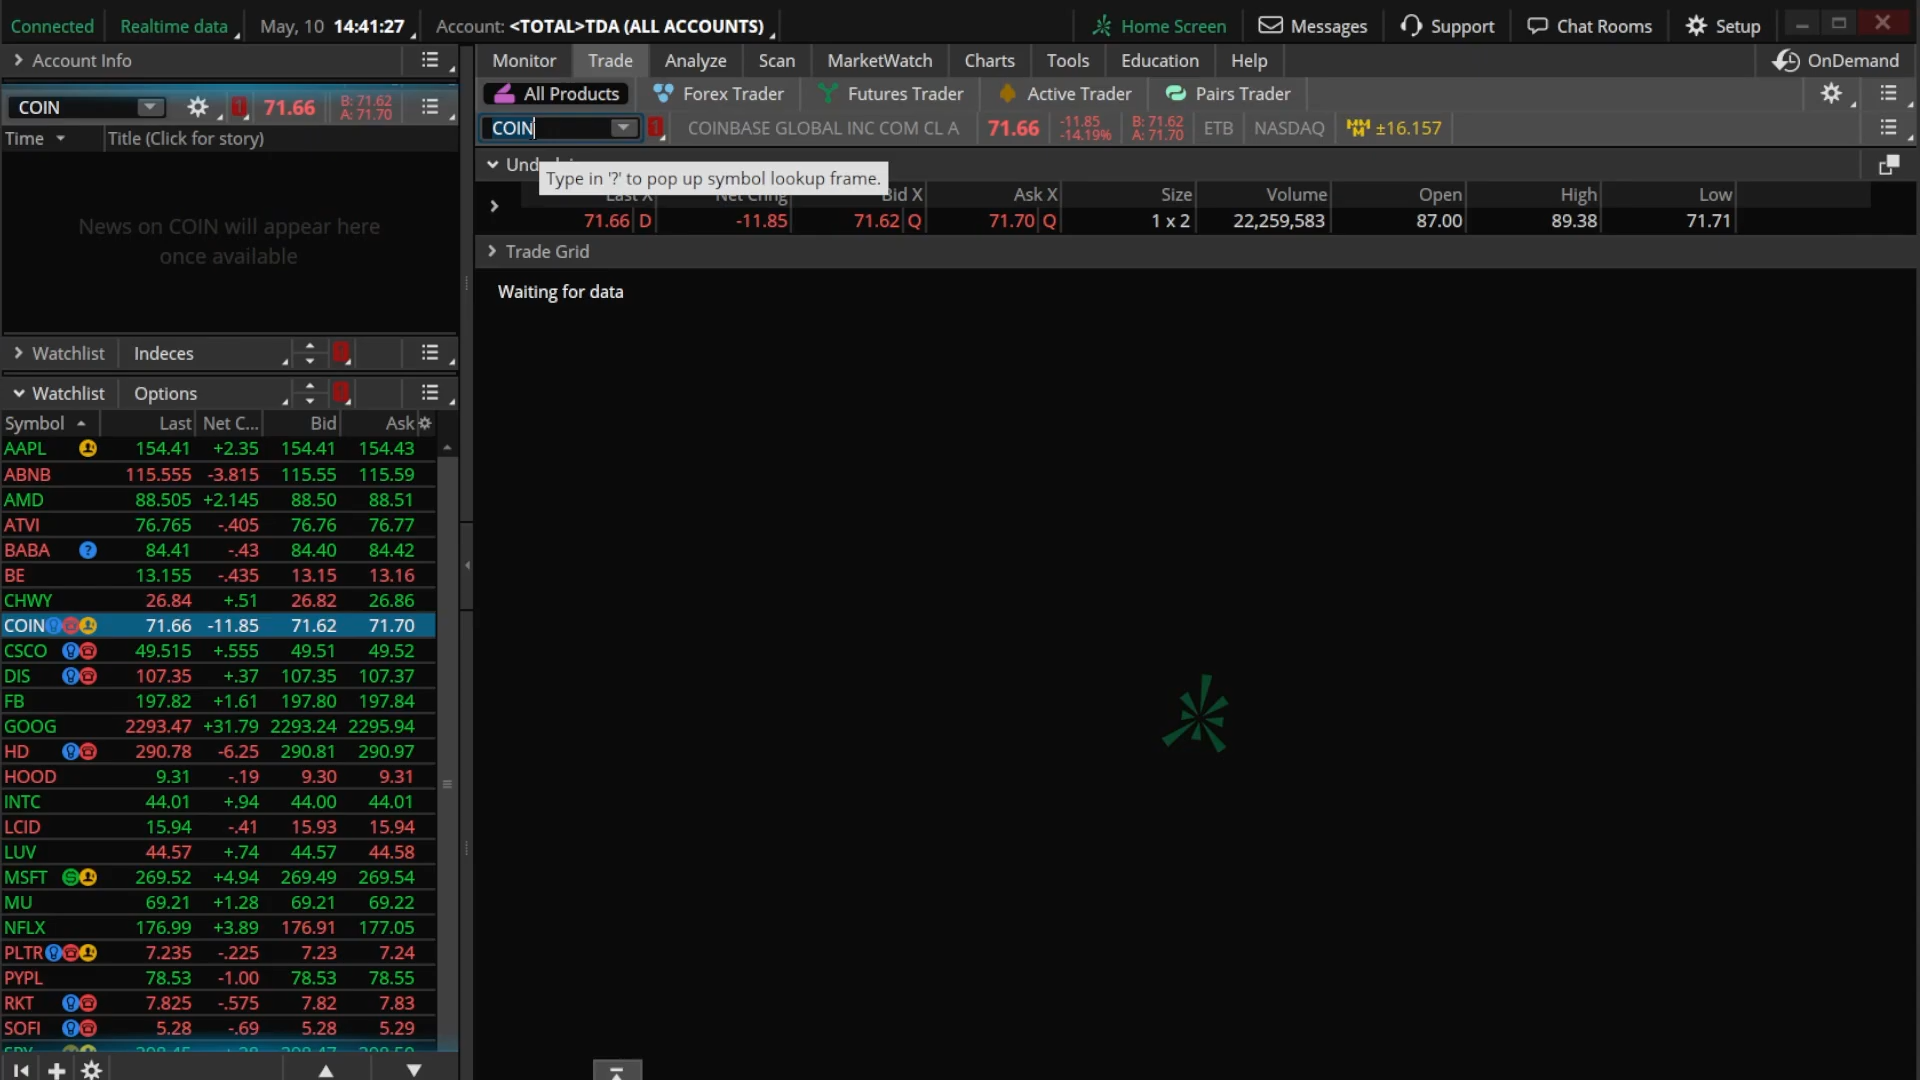 Connected Realtime data May, 10 14:41:27 Account: <TOTAL>TDA (ALL ACCOUNTS) Home Screen Messages Support Chat Rooms Setup
Account Info
Monitor Trade Analyze Scan MarketWatch Charts Tools Education Help OnDemand
All Products Forex Trader Futures Trader Active Trader Pairs Trader
COIN 1 71.66 B: 71.62 A: 71.70
COIN 1 COINBASE GLOBAL INC COM CL A 71.66 -11.85 -14.19% B: 71.62 A: 71.70 ETB NASDAQ ±16.157
Time Title (Click for story)
Type in '?' to pop up symbol lookup frame.
Last X Net Chng Bid X Ask X Size Volume Open High Low
71.66 D -11.85 71.62 Q 71.70 Q 1 x 2 22,259,583 87.00 89.38 71.71
Trade Grid
Waiting for data
News on COIN will appear here
once available
Watchlist Indeces
Watchlist Options
Symbol Last Net C... Bid Ask
AAPL 154.41 +2.35 154.41 154.43
ABNB 115.555 -3.815 115.55 115.59
AMD 88.505 +2.145 88.50 88.51
ATVI 76.765 -.405 76.76 76.77
BABA ? 84.41 -.43 84.40 84.42
BE 13.155 -.435 13.15 13.16
CHWY 26.84 +.51 26.82 26.86
COIN 71.66 -11.85 71.62 71.70
CSCO 49.515 +.555 49.51 49.52
DIS 107.35 +.37 107.35 107.37
FB 197.82 +1.61 197.80 197.84
GOOG 2293.47 +31.79 2293.24 2295.94
HD 290.78 -6.25 290.81 290.97
HOOD 9.31 -.19 9.30 9.31
INTC 44.01 +.94 44.00 44.01
LCID 15.94 -.41 15.93 15.94
LUV 44.57 +.74 44.57 44.58
MSFT 269.52 +4.94 269.49 269.54
MU 69.21 +1.28 69.21 69.22
NFLX 176.99 +3.89 176.91 177.05
PLTR 7.235 -.225 7.23 7.24
PYPL 78.53 -1.00 78.53 78.55
RKT 7.825 -.575 7.82 7.83
SOFI 5.28 -.69 5.28 5.29